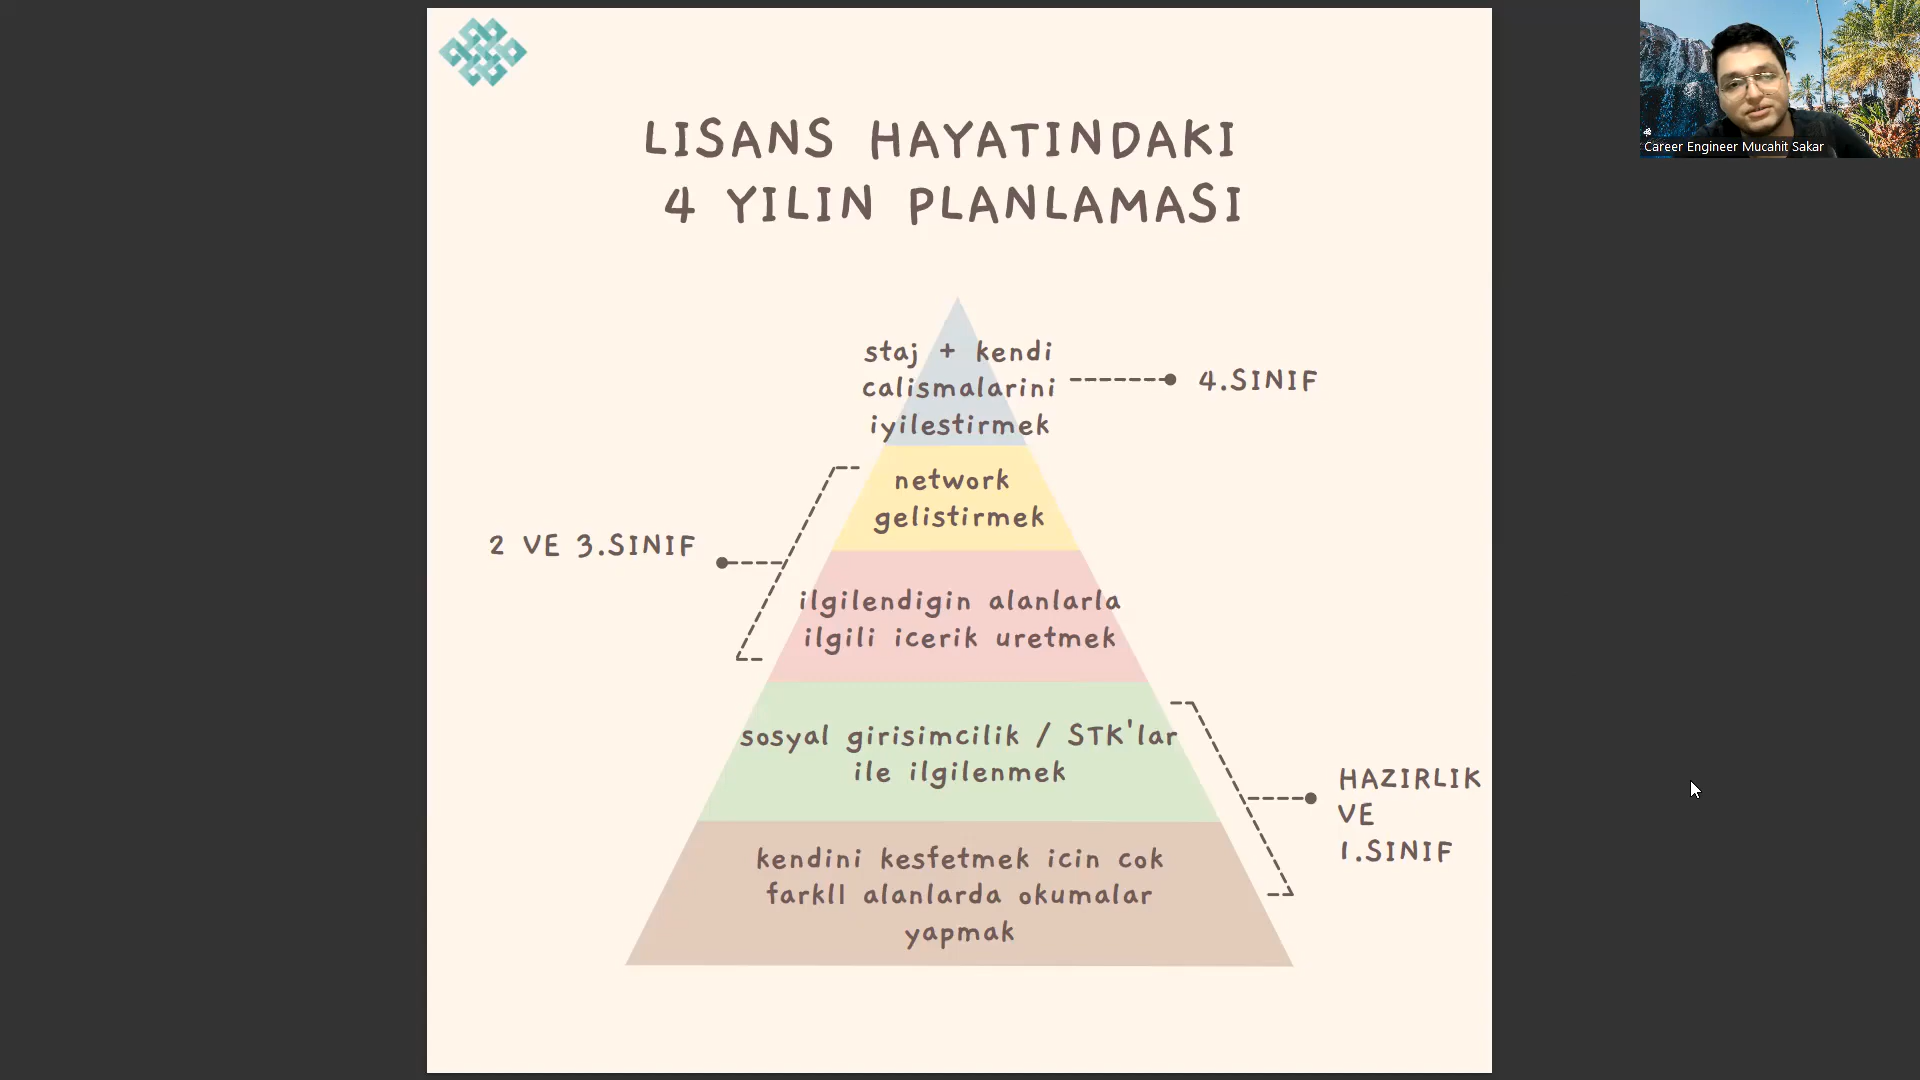 LISANS HAYATINDAKI
4 YILIN PLANLAMASI
staj + kendi
calismalarini
iyilestirmek
4.SINIF
network
gelistirmek
2 VE 3.SINIF
ilgilendigin alanlarla
ilgili icerik uretmek
sosyal girisimcilik / STK'lar
ile ilgilenmek
HAZIRLIK
VE
1.SINIF
kendini kesfetmek icin cok
farklI alanlarda okumalar
yapmak
Career Engineer Mucahit Sakar